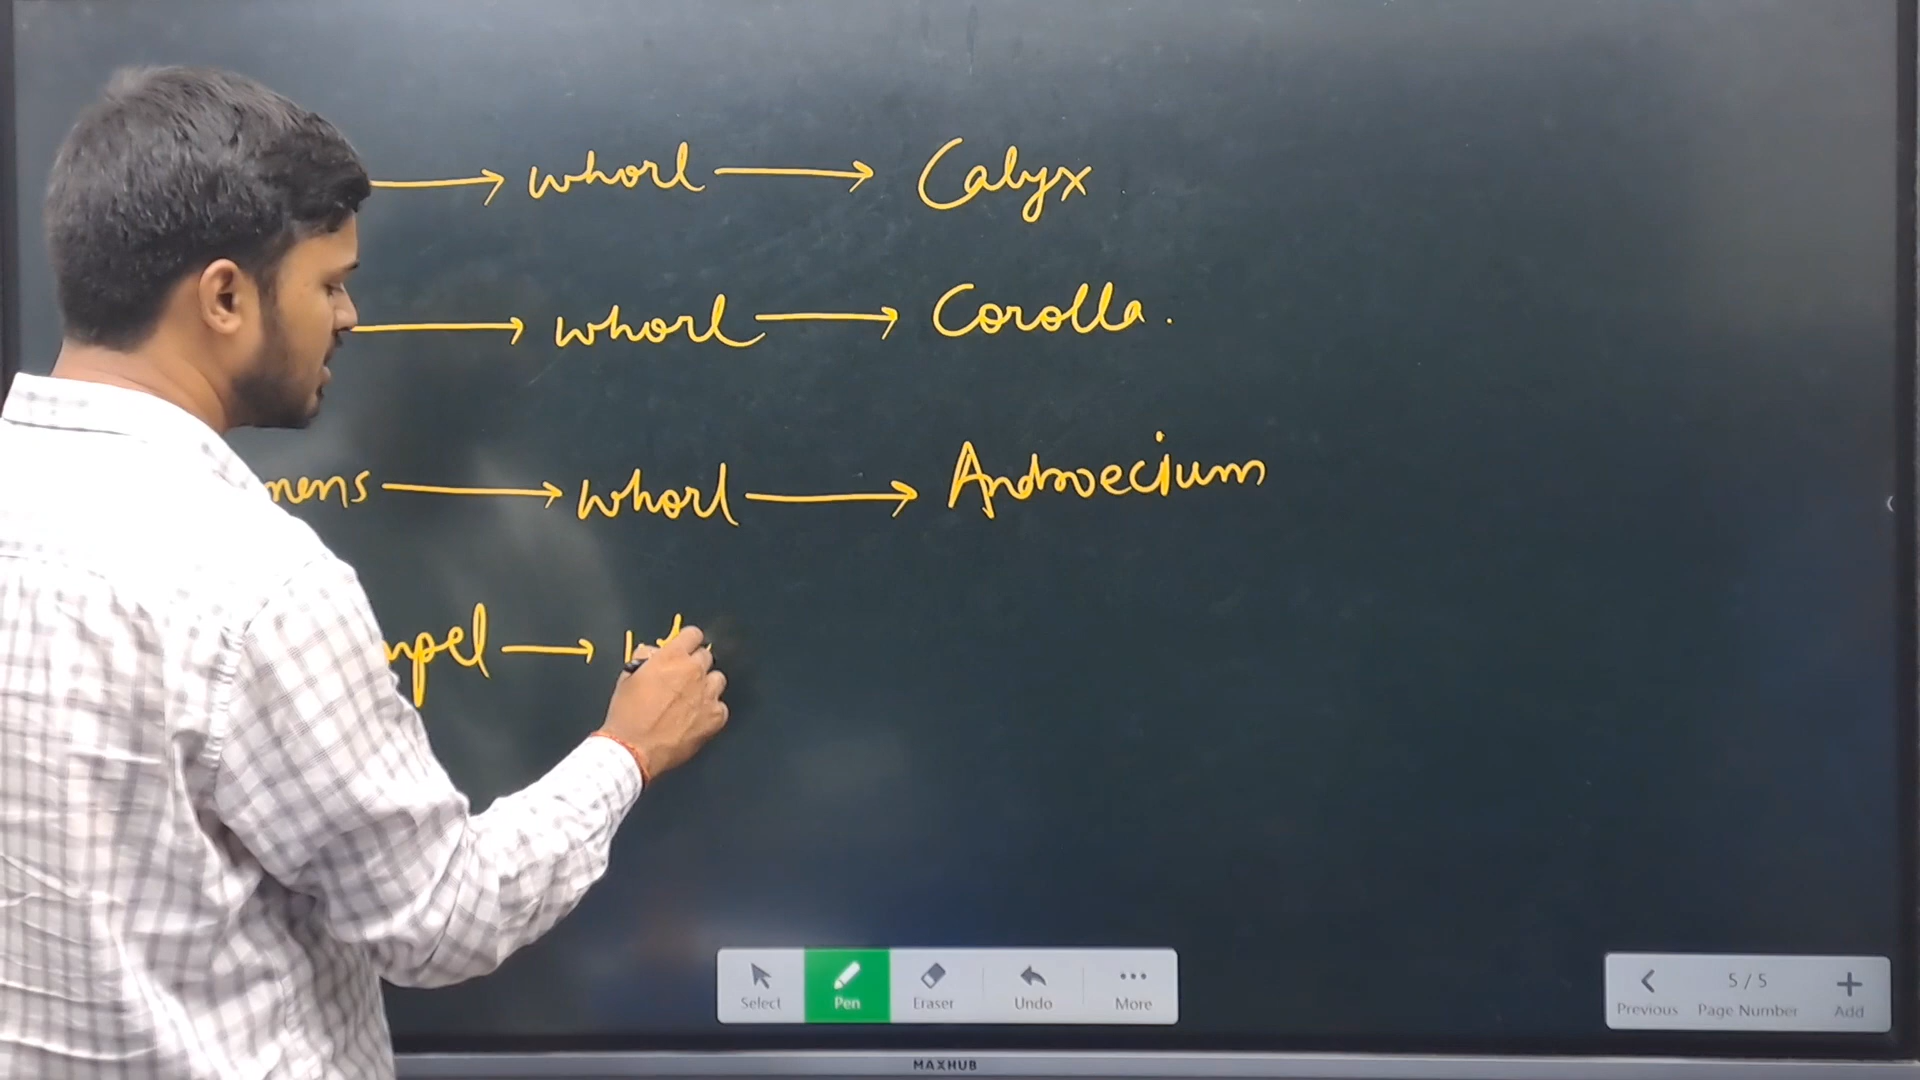 → whorl → Calyx
→ whorl → Corolla.
mens → whorl → Androecium
pel → wh
Select Pen Eraser Undo More
Previous 5 / 5 Page Number Add
MAXHUB